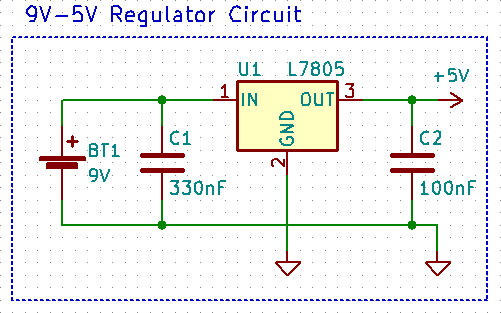 9V-5V Regulator Circuit
U1 L7805
+5V
1 IN OUT 3
GND
2
+
BT1
9V
C1
330nF
C2
100nF